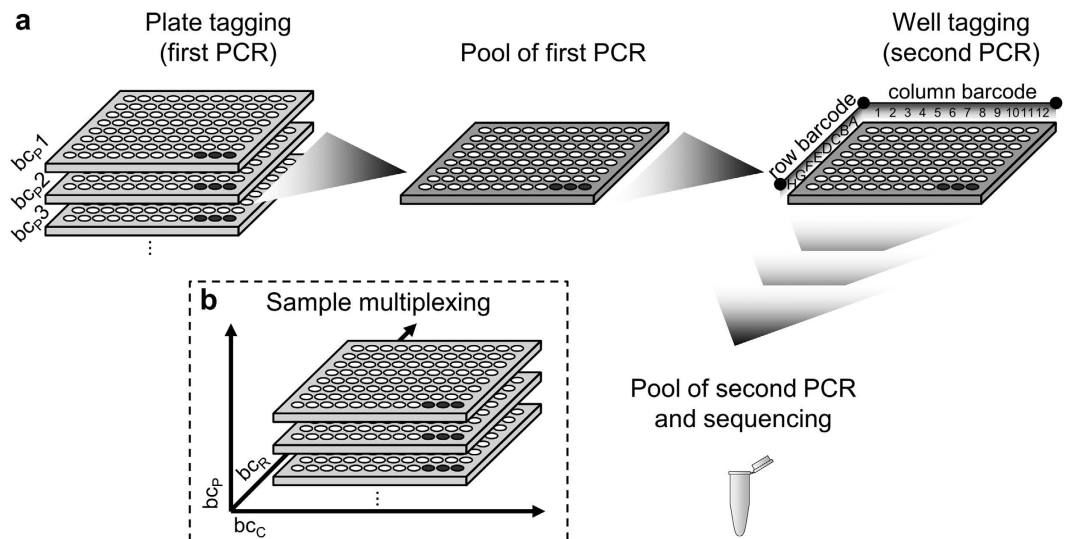 a
Plate tagging
(first PCR)
Pool of first PCR
Well tagging
(second PCR)
column barcode
1 2 3 4 5 6 7 8 9 10 11 12
row barcode
HGFEDCBA
bcP1
bcP2
bcP3
⋮
b
Sample multiplexing
bcP
bcR
bcC
⋮
Pool of second PCR
and sequencing